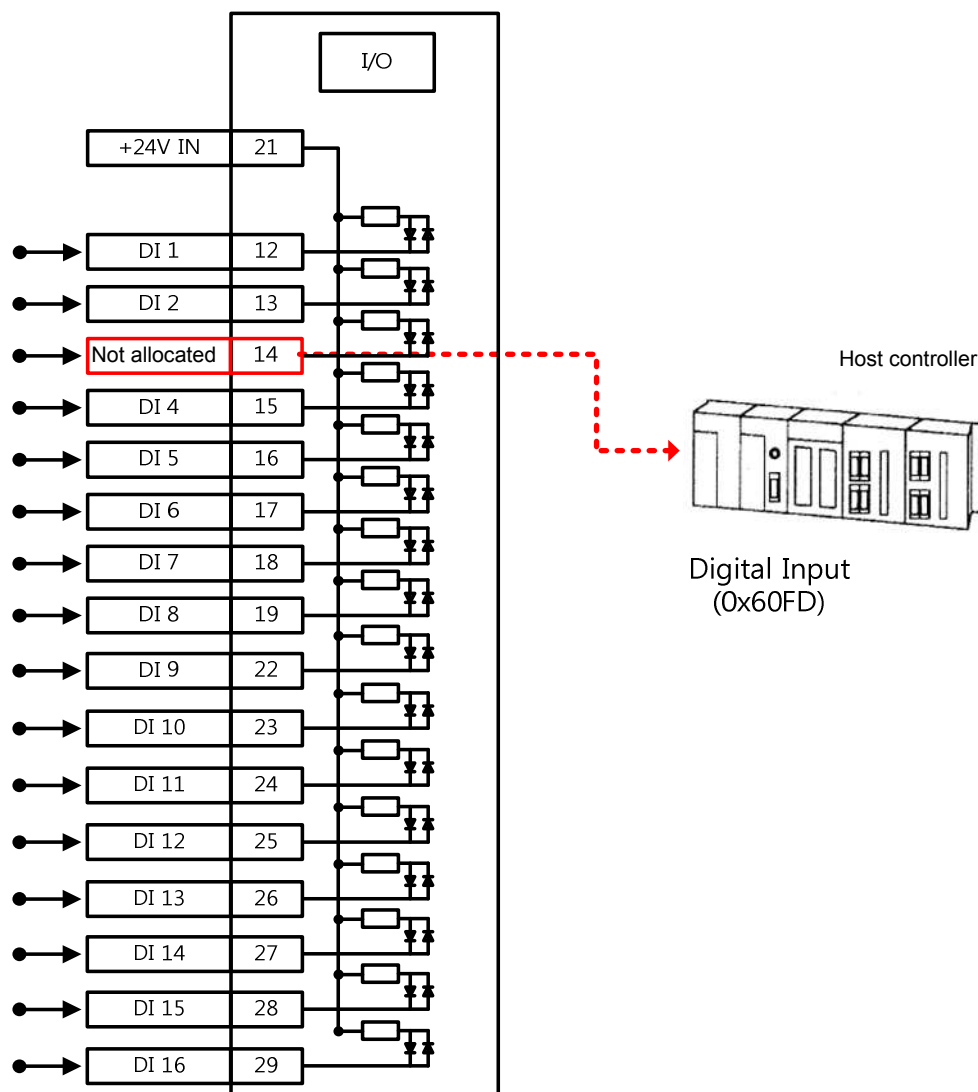 I/O
+24V IN 21
DI 1 12
DI 2 13
Not allocated 14
Host controller
DI 4 15
DI 5 16
DI 6 17
DI 7 18
Digital Input
(0x60FD)
DI 8 19
DI 9 22
DI 10 23
DI 11 24
DI 12 25
DI 13 26
DI 14 27
DI 15 28
DI 16 29